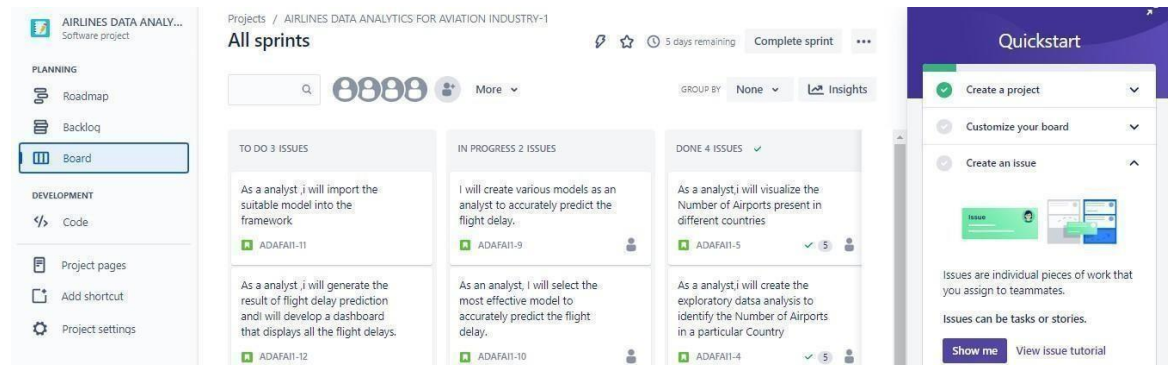 AIRLINES DATA ANALY...
Software project
PLANNING
Roadmap
Backlog
Board
DEVELOPMENT
Code
Project pages
Add shortcut
Project settings
Projects / AIRLINES DATA ANALYTICS FOR AVIATION INDUSTRY-1
All sprints
5 days remaining
Complete sprint
More
GROUP BY
None
Insights
TO DO 3 ISSUES
As a analyst ,i will import the
suitable model into the
framework
ADAFAI1-11
As a analyst ,i will generate the
result of flight delay prediction
andi will develop a dashboard
that displays all the flight delays.
ADAFAI1-12
IN PROGRESS 2 ISSUES
I will create various models as an
analyst to accurately predict the
flight delay.
ADAFAI1-9
As an analyst, I will select the
most effective model to
accurately predict the flight
delay.
ADAFAI1-10
DONE 4 ISSUES
As a analyst,i will visualize the
Number of Airports present in
different countries
ADAFAI1-5
5
As a analyst,i will create the
exploratory datsa analysis to
identify the Number of Airports
in a particular Country
ADAFAI1-4
5
Quickstart
Create a project
Customize your board
Create an issue
Issue
Issues are individual pieces of work that
you assign to teammates.
Issues can be tasks or stories.
Show me
View issue tutorial